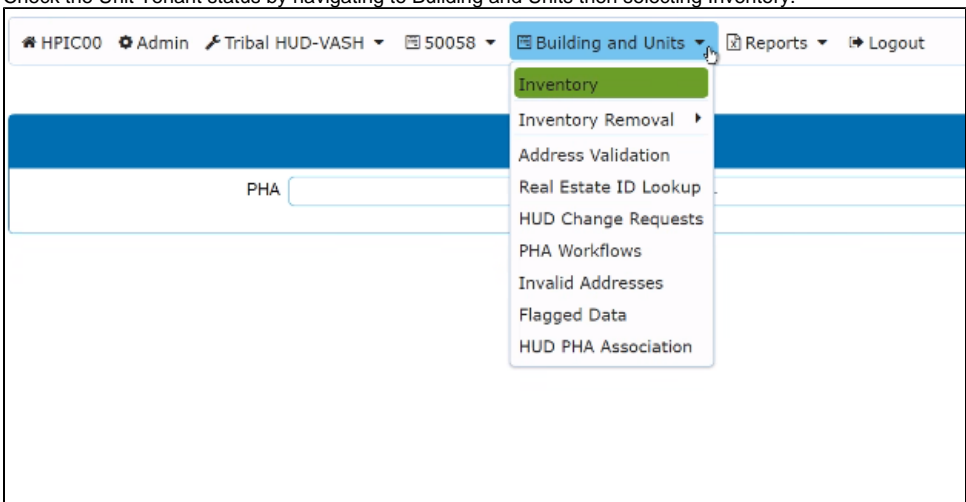 Check the Unit Tenant status by navigating to Building and Units then selecting Inventory.
HPIC00 Admin Tribal HUD-VASH 50058 Building and Units Reports Logout
Inventory
Inventory Removal
Address Validation
PHA
Real Estate ID Lookup
HUD Change Requests
PHA Workflows
Invalid Addresses
Flagged Data
HUD PHA Association